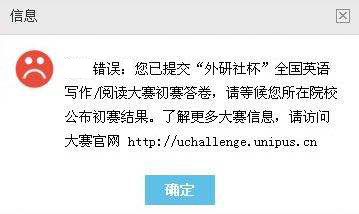 信息
错误：您已提交“外研社杯”全国英语
写作/阅读大赛初赛答卷，请等候您所在院校
公布初赛结果。了解更多大赛信息，请访问
大赛官网 http://uchallenge.unipus.cn
确定